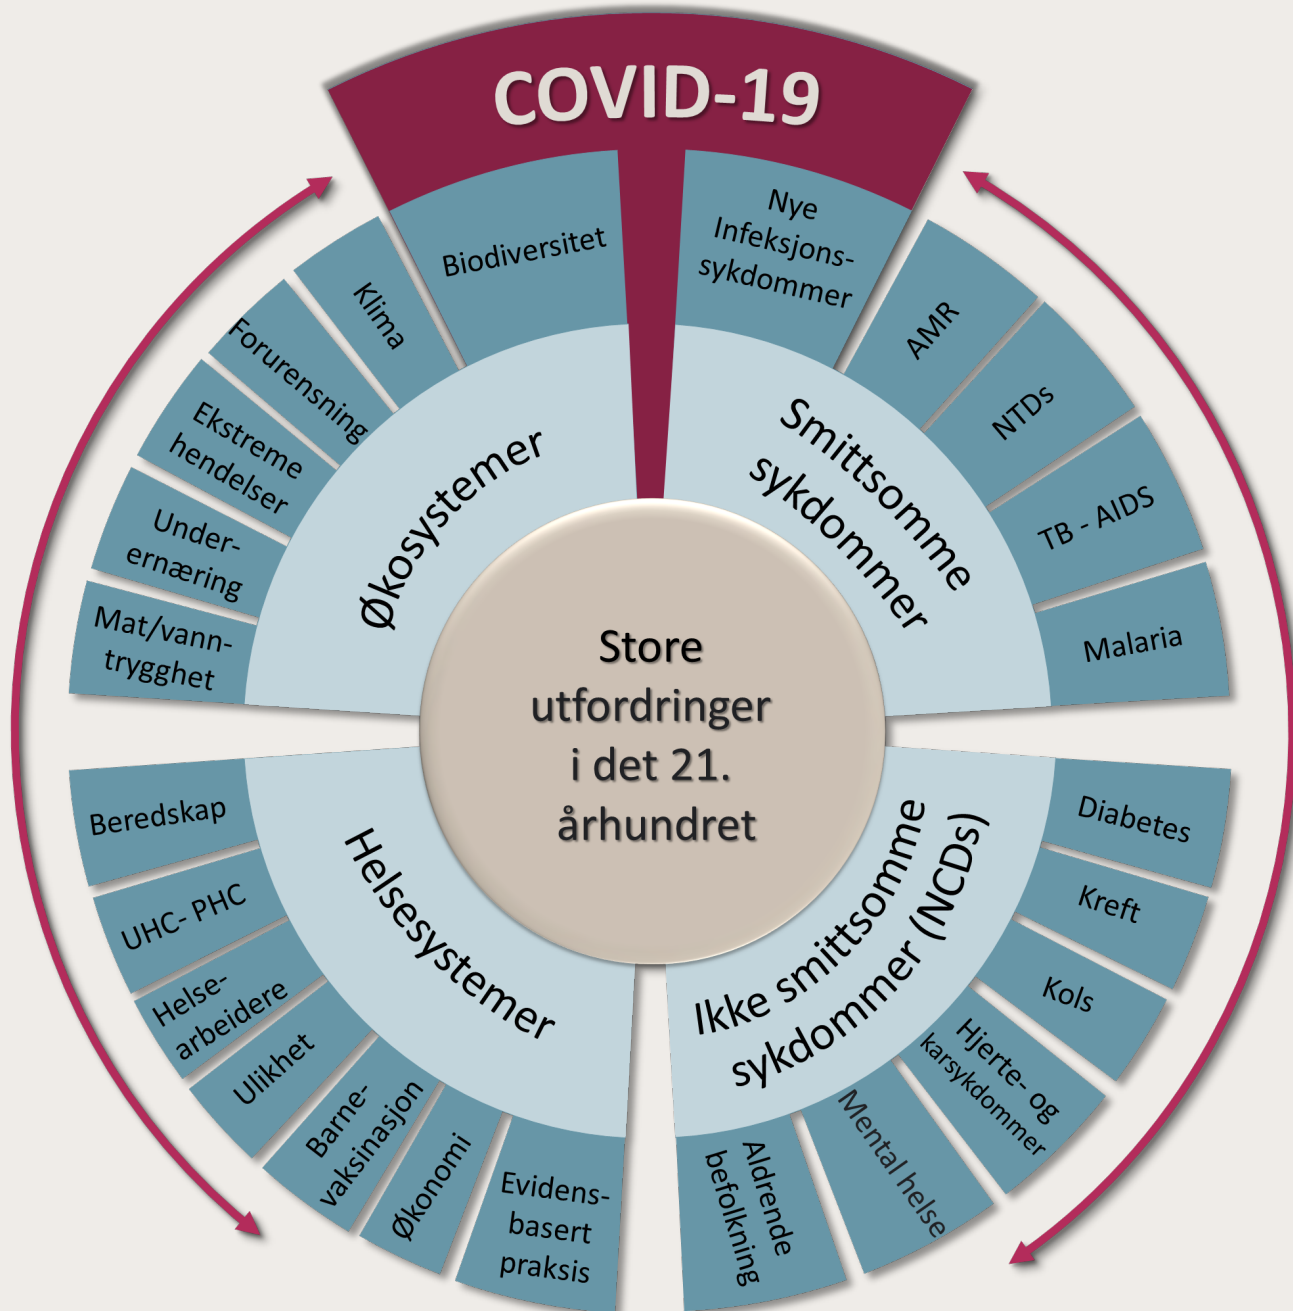 COVID-19
Biodiversitet
Nye
Infeksjons-
sykdommer
Klima
Forurensning
Ekstreme
hendelser
Under-
ernæring
Mat/vann-
trygghet
Økosystemer
AMR
NTDs
TB - AIDS
Malaria
Smittsomme
sykdommer
Store
utfordringer
i det 21.
århundret
Beredskap
UHC- PHC
Helse-
arbeidere
Ulikhet
Barne-
vaksinasjon
Økonomi
Evidens-
basert
praksis
Helsesystemer
Diabetes
Kreft
Kols
Hjerte- og
karsykdommer
Mental helse
Aldrende
befolkning
Ikke smittsomme
sykdommer (NCDs)